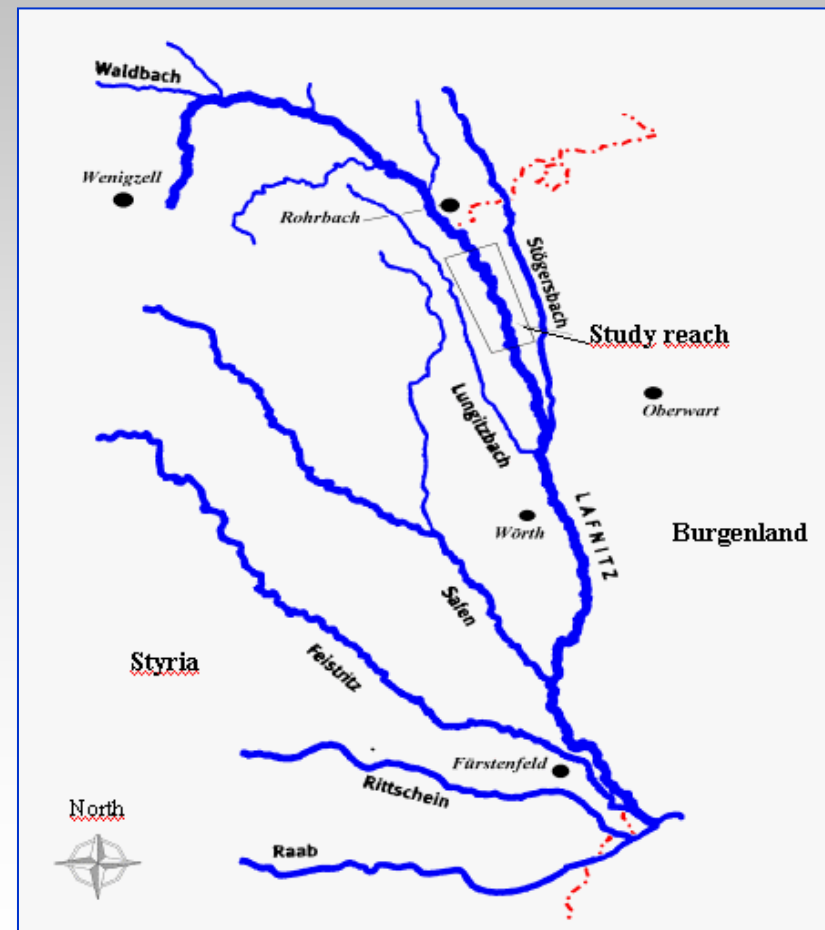 Waldbach
Wenigzell
Rohrbach
Stögersbach
Study reach
Oberwart
Lungitzbach
LAFNITZ
Wörth
Burgenland
Safen
Styria
Feistritz
Fürstenfeld
Rittschein
North
Raab